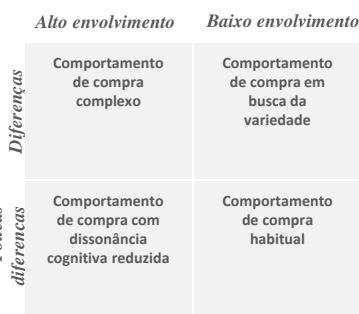 Alto envolvimento
Baixo envolvimento
Diferenças
Comportamento
de compra
complexo
Comportamento
de compra em
busca da
variedade
diferenças
Comportamento
de compra com
dissonância
cognitiva reduzida
Comportamento
de compra
habitual